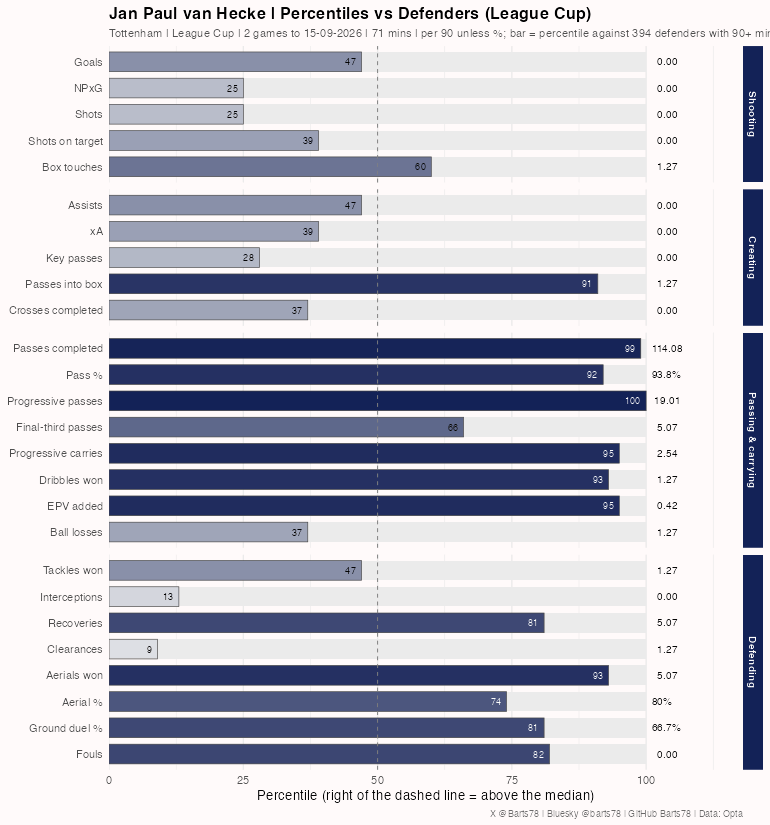 Jan Paul van Hecke | Percentiles vs Defenders (League Cup)
Tottenham | League Cup | 2 games to 15-09-2026 | 71 mins | per 90 unless %; bar = percentile against 394 defenders with 90+ min
Goals 47 0.00
NPxG 25 0.00
Shots 25 0.00
Shots on target 39 0.00
Box touches 60 1.27
Shooting
Assists 47 0.00
xA 39 0.00
Key passes 28 0.00
Passes into box 91 1.27
Crosses completed 37 0.00
Creating
Passes completed 99 114.08
Pass % 92 93.8%
Progressive passes 100 19.01
Final-third passes 66 5.07
Progressive carries 95 2.54
Dribbles won 93 1.27
EPV added 95 0.42
Ball losses 37 1.27
Passing & carrying
Tackles won 47 1.27
Interceptions 13 0.00
Recoveries 81 5.07
Clearances 9 1.27
Aerials won 93 5.07
Aerial % 74 80%
Ground duel % 81 66.7%
Fouls 82 0.00
Defending
0 25 50 75 100
Percentile (right of the dashed line = above the median)
X @Barts78 | Bluesky @barts78 | GitHub Barts78 | Data: Opta